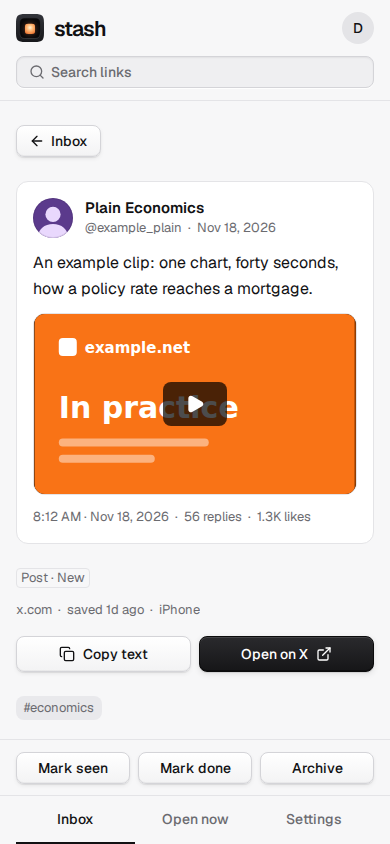 stash
D
Search links
Inbox
Plain Economics
@example_plain · Nov 18, 2026
An example clip: one chart, forty seconds,
how a policy rate reaches a mortgage.
example.net
In practice
8:12 AM · Nov 18, 2026 · 56 replies · 1.3K likes
Post · New
x.com · saved 1d ago · iPhone
Copy text
Open on X
#economics
Mark seen
Mark done
Archive
Inbox
Open now
Settings